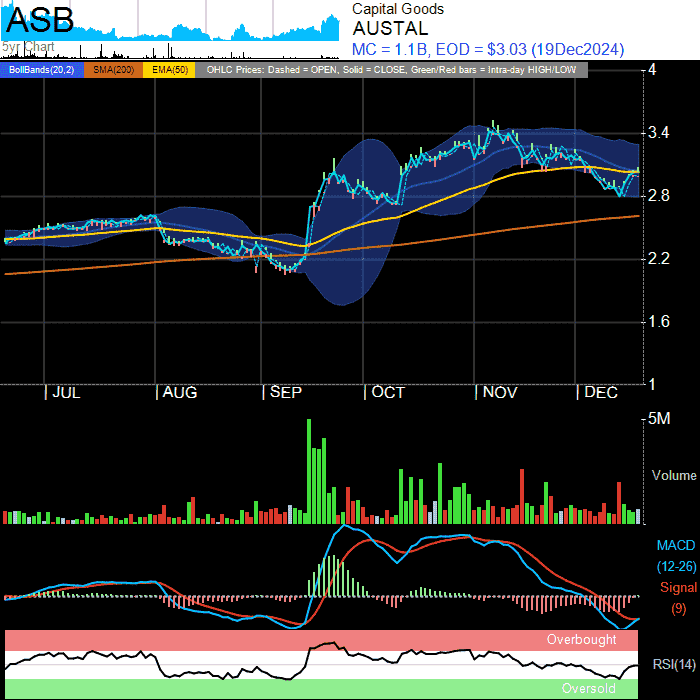 ASB
5yr Chart
Capital Goods
AUSTAL
MC = 1.1B, EOD = $3.03 (19Dec2024)
BollBands(20,2) SMA(200) EMA(50) OHLC Prices: Dashed = OPEN, Solid = CLOSE, Green/Red bars = Intra-day HIGH/LOW
4
3.4
2.8
2.2
1.6
1
JUL AUG SEP OCT NOV DEC
5M
Volume
MACD
(12-26)
Signal
(9)
Overbought
RSI(14)
Oversold